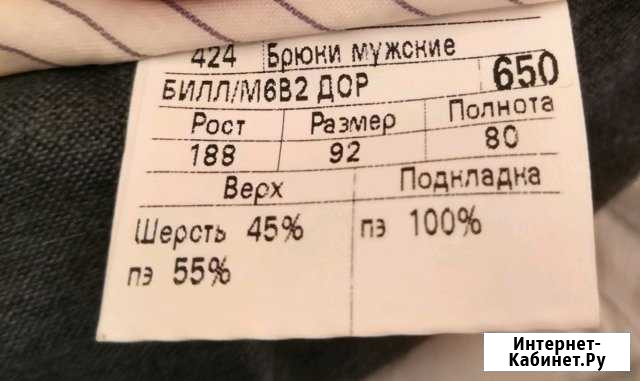 424 Брюки мужские
БИЛЛ/М6В2 ДОР 650
Рост Размер Полнота
188 92 80
Верх Подкладка
Шерсть 45% пэ 100%
пэ 55%
Интернет-
Кабинет.Ру